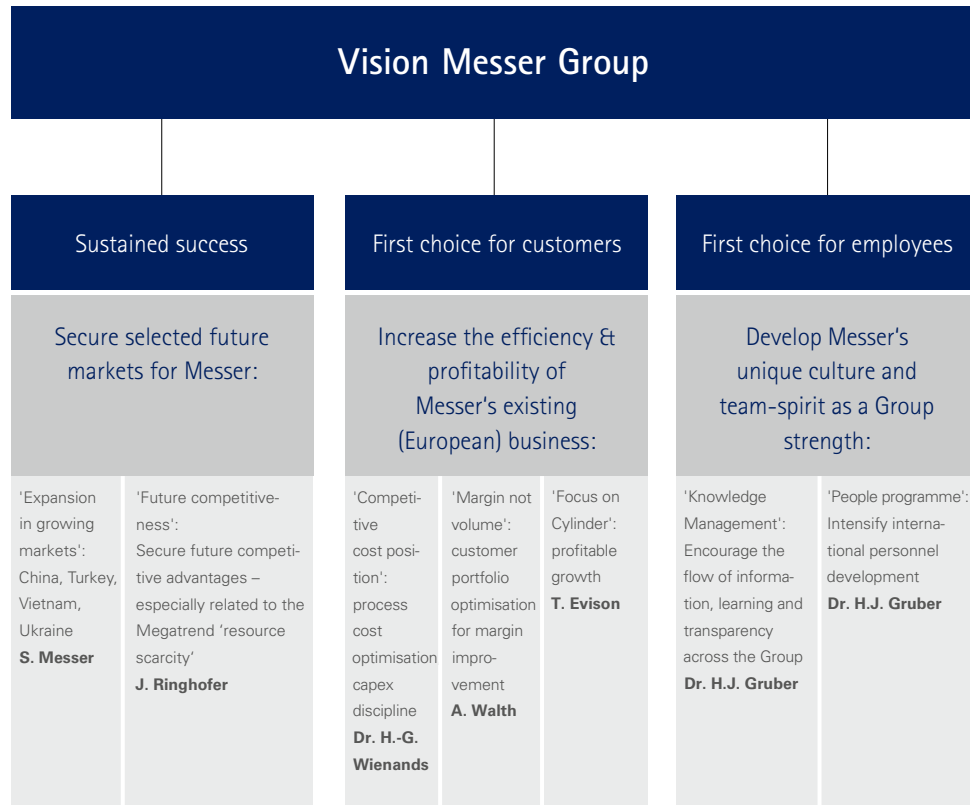 Vision Messer Group
Sustained success
Secure selected future
markets for Messer:
'Expansion
in growing
markets':
China, Turkey,
Vietnam,
Ukraine
S. Messer
'Future competitive-
ness':
Secure future competi-
tive advantages –
especially related to the
Megatrend 'resource
scarcity'
J. Ringhofer
First choice for customers
Increase the efficiency &
profitability of
Messer's existing
(European) business:
'Competi-
tive
cost posi-
tion':
process
cost
optimisation
capex
discipline
Dr. H.-G.
Wienands
'Margin not
volume':
customer
portfolio
optimisation
for margin
impro-
vement
A. Walth
'Focus on
Cylinder':
profitable
growth
T. Evison
First choice for employees
Develop Messer's
unique culture and
team-spirit as a Group
strength:
'Knowledge
Management':
Encourage the
flow of informa-
tion, learning and
transparency
across the Group
Dr. H.J. Gruber
'People programme':
Intensify interna-
tional personnel
development
Dr. H.J. Gruber